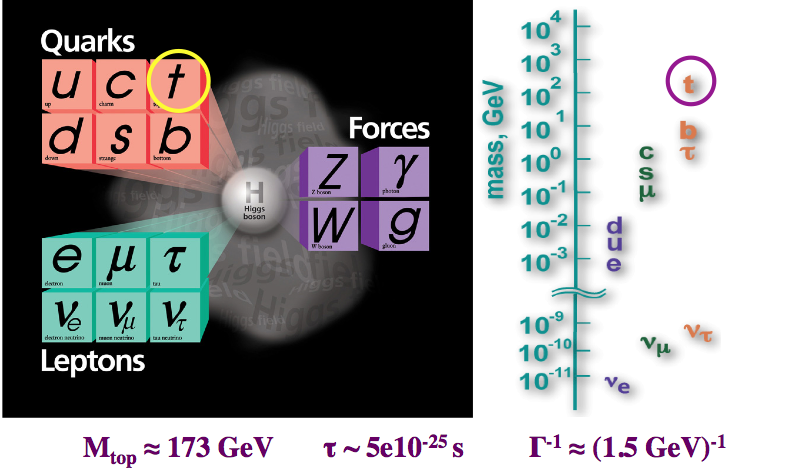 Quarks
u c t
up charm
d s b
down strange bottom
Forces
Z γ
Z boson photon
W g
W boson gluon
H
Higgs
boson
Higgs field
e μ τ
electron muon tau
νe νμ ντ
electron neutrino muon neutrino tau neutrino
Leptons
mass, GeV
10⁴
10³
10²
10¹
10⁰
10⁻¹
10⁻²
10⁻³
10⁻⁹
10⁻¹⁰
10⁻¹¹
t
b
τ
c
s
μ
d
u
e
ντ
νμ
νe
Mtop ≈ 173 GeV τ ~ 5e10⁻²⁵ s Γ⁻¹ ≈ (1.5 GeV)⁻¹